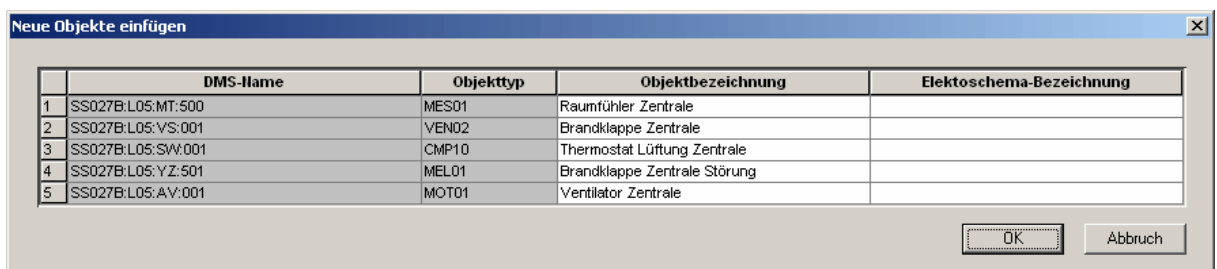 Neue Objekte einfügen
DMS-Name Objekttyp Objektbezeichnung Elektoschema-Bezeichnung
1 SS027B:L05:MT:500 MES01 Raumfühler Zentrale
2 SS027B:L05:VS:001 VEN02 Brandklappe Zentrale
3 SS027B:L05:SW:001 CMP10 Thermostat Lüftung Zentrale
4 SS027B:L05:YZ:501 MEL01 Brandklappe Zentrale Störung
5 SS027B:L05:AV:001 MOT01 Ventilator Zentrale
OK Abbruch